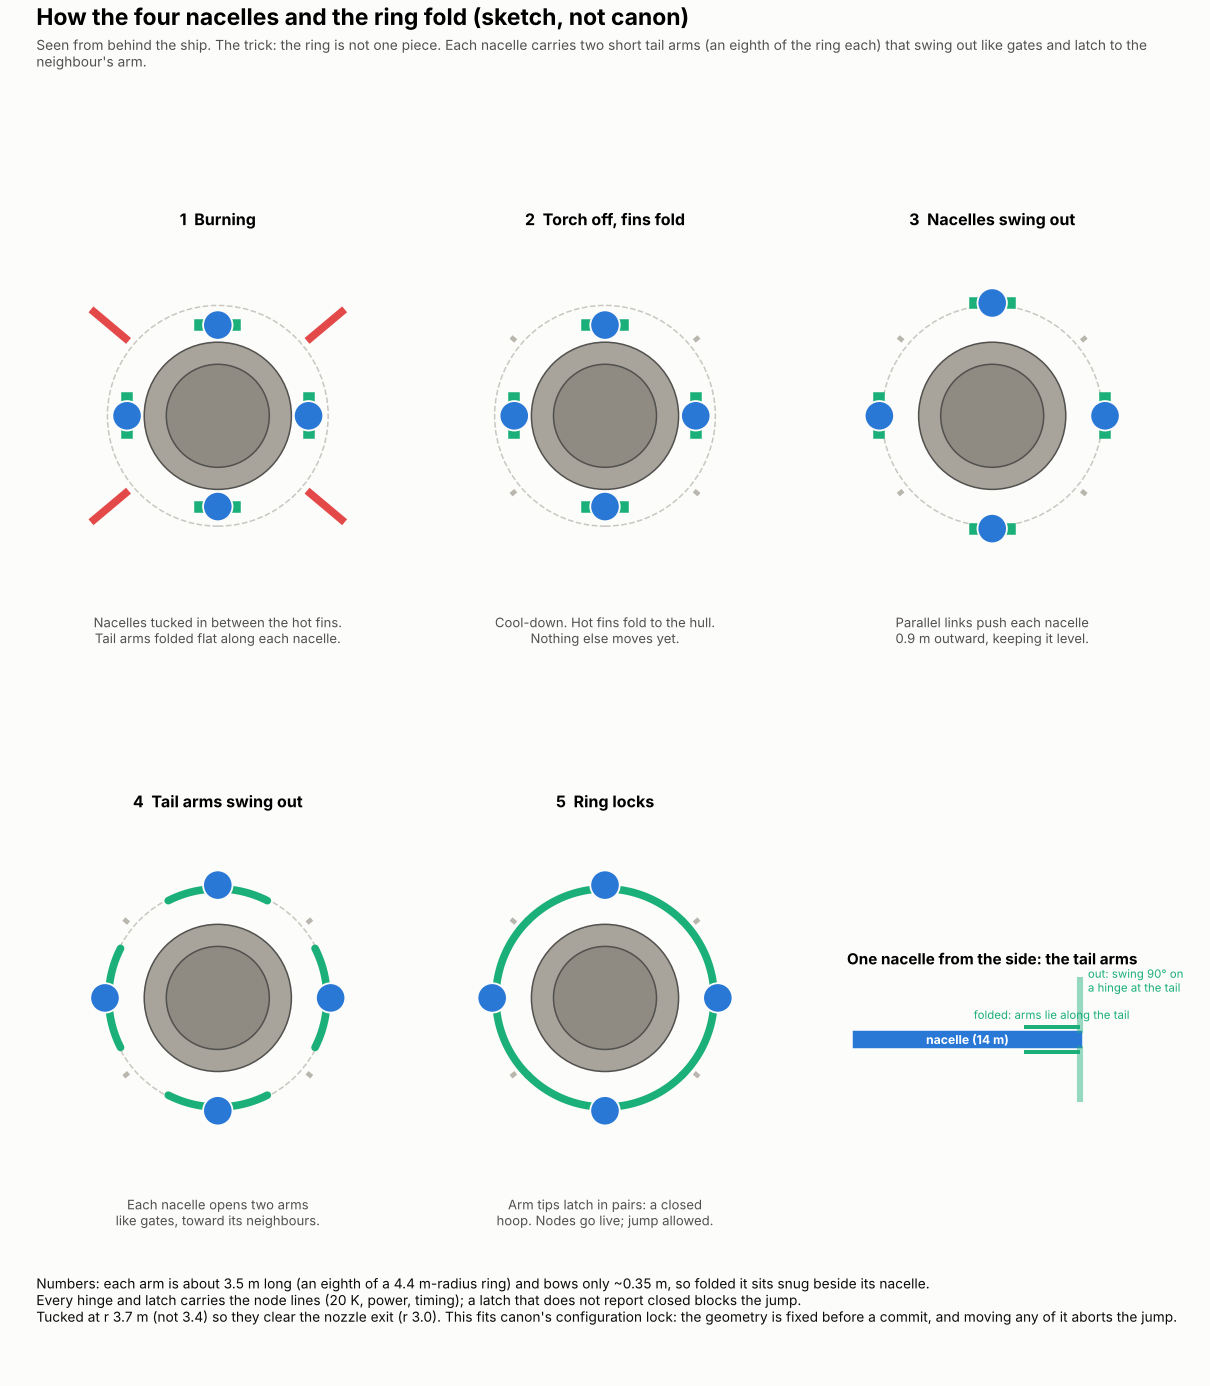 How the four nacelles and the ring fold (sketch, not canon)
Seen from behind the ship. The trick: the ring is not one piece. Each nacelle carries two short tail arms (an eighth of the ring each) that swing out like gates and latch to the
neighbour's arm.
1 Burning
2 Torch off, fins fold
3 Nacelles swing out
Nacelles tucked in between the hot fins.
Tail arms folded flat along each nacelle.
Cool-down. Hot fins fold to the hull.
Nothing else moves yet.
Parallel links push each nacelle
0.9 m outward, keeping it level.
4 Tail arms swing out
5 Ring locks
One nacelle from the side: the tail arms
out: swing 90° on
a hinge at the tail
folded: arms lie along the tail
nacelle (14 m)
Each nacelle opens two arms
like gates, toward its neighbours.
Arm tips latch in pairs: a closed
hoop. Nodes go live; jump allowed.
Numbers: each arm is about 3.5 m long (an eighth of a 4.4 m-radius ring) and bows only ~0.35 m, so folded it sits snug beside its nacelle.
Every hinge and latch carries the node lines (20 K, power, timing); a latch that does not report closed blocks the jump.
Tucked at r 3.7 m (not 3.4) so they clear the nozzle exit (r 3.0). This fits canon's configuration lock: the geometry is fixed before a commit, and moving any of it aborts the jump.